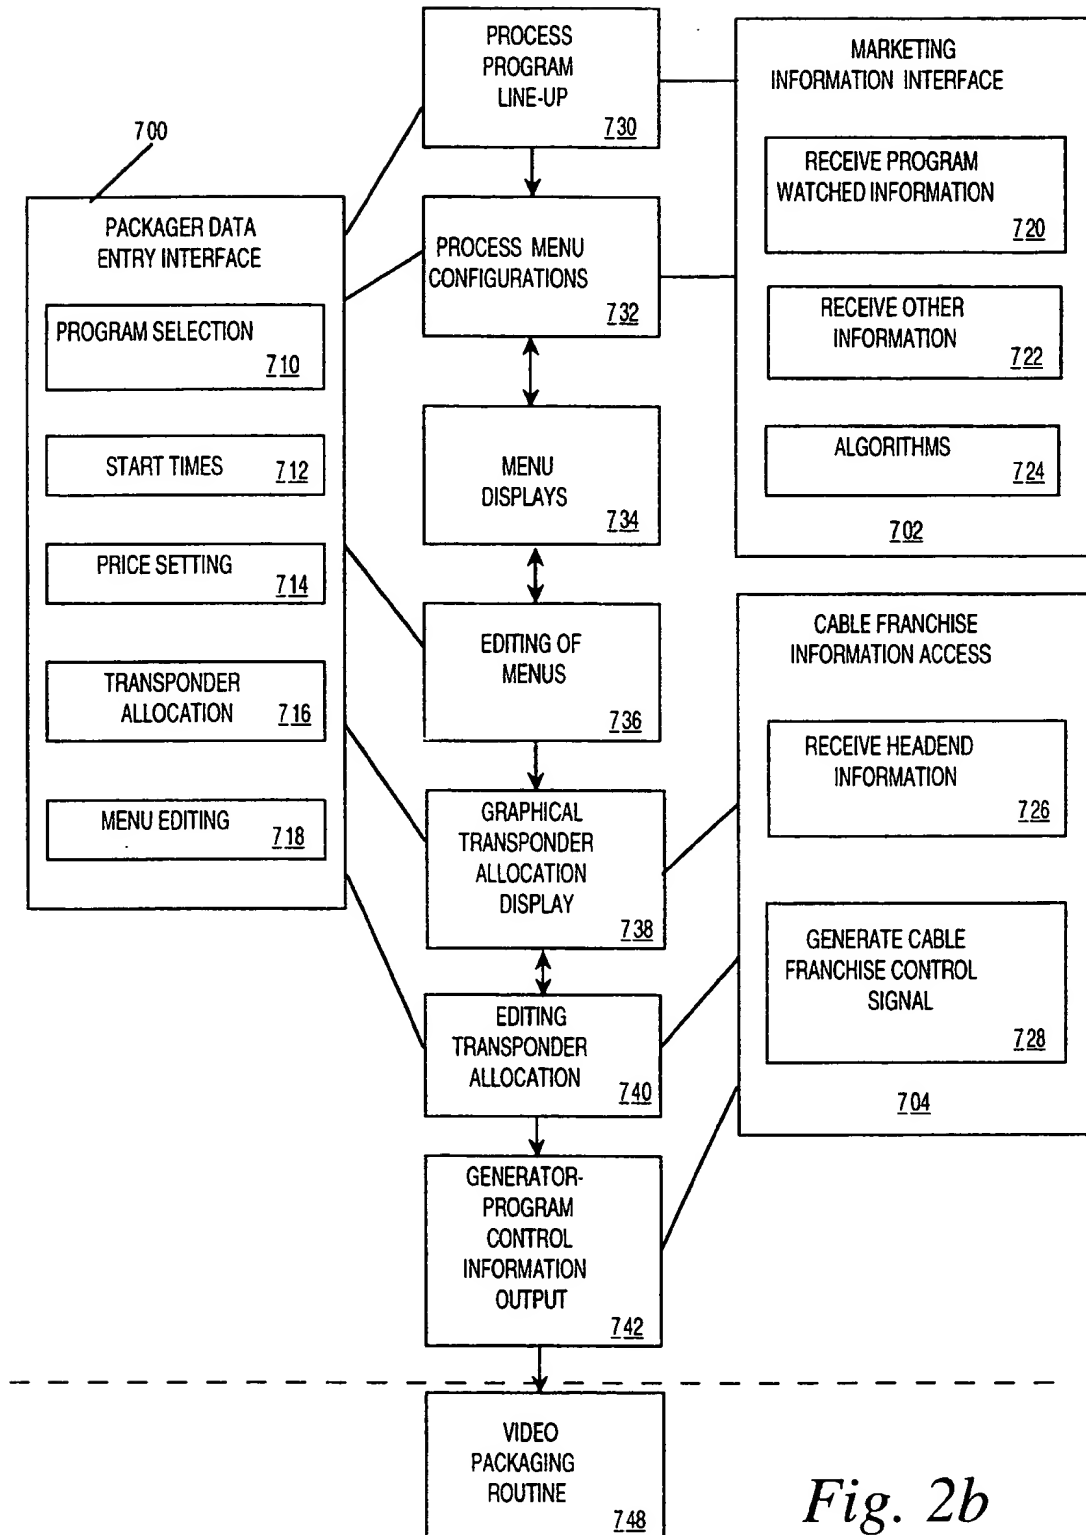 PROCESS
PROGRAM
LINE-UP
730
MARKETING
INFORMATION INTERFACE
RECEIVE PROGRAM
WATCHED INFORMATION
720
RECEIVE OTHER
INFORMATION
722
ALGORITHMS
724
702
700
PACKAGER DATA
ENTRY INTERFACE
PROGRAM SELECTION
710
START TIMES
712
PRICE SETTING
714
TRANSPONDER
ALLOCATION
716
MENU EDITING
718
PROCESS MENU
CONFIGURATIONS
732
MENU
DISPLAYS
734
EDITING OF
MENUS
736
GRAPHICAL
TRANSPONDER
ALLOCATION
DISPLAY
738
EDITING
TRANSPONDER
ALLOCATION
740
GENERATOR-
PROGRAM
CONTROL
INFORMATION
OUTPUT
742
CABLE FRANCHISE
INFORMATION ACCESS
RECEIVE HEADEND
INFORMATION
726
GENERATE CABLE
FRANCHISE CONTROL
SIGNAL
728
704
VIDEO
PACKAGING
ROUTINE
748
Fig. 2b